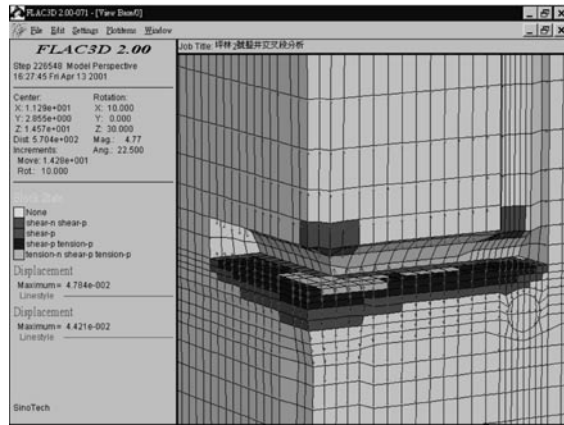 FLAC3D 2.00-071 - [View Base/0]
File Edit Settings Plotitems Window
FLAC3D 2.00
Step 226548 Model Perspective
16:27:45 Fri Apr 13 2001
Job Title: 坪林2號豎井交叉段分析
Center: Rotation:
X: 1.129e+001 X: 10.000
Y: 2.855e+000 Y: 0.000
Z: 1.457e+001 Z: 30.000
Dist: 5.704e+002 Mag.: 4.77
Increments: Ang.: 22.500
Move: 1.428e+001
Rot.: 10.000
Block State
None
shear-n shear-p
shear-p
shear-p tension-p
tension-n shear-p tension-p
Displacement
Maximum = 4.784e-002
Linestyle
Displacement
Maximum = 4.421e-002
Linestyle
SinoTech